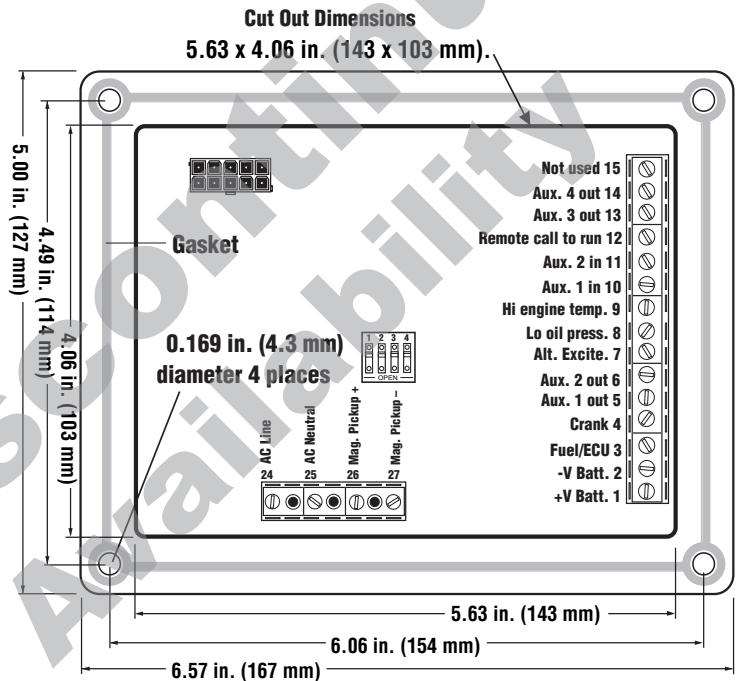 Cut Out Dimensions
5.63 x 4.06 in. (143 x 103 mm).
5.00 in. (127 mm)
4.49 in. (114 mm)
4.06 in. (103 mm)
Gasket
0.169 in. (4.3 mm)
diameter 4 places
1 2 3 4
OPEN
AC Line
AC Neutral
Mag. Pickup +
Mag. Pickup –
24 25 26 27
Not used 15
Aux. 4 out 14
Aux. 3 out 13
Remote call to run 12
Aux. 2 in 11
Aux. 1 in 10
Hi engine temp. 9
Lo oil press. 8
Alt. Excite. 7
Aux. 2 out 6
Aux. 1 out 5
Crank 4
Fuel/ECU 3
-V Batt. 2
+V Batt. 1
5.63 in. (143 mm)
6.06 in. (154 mm)
6.57 in. (167 mm)
Availability